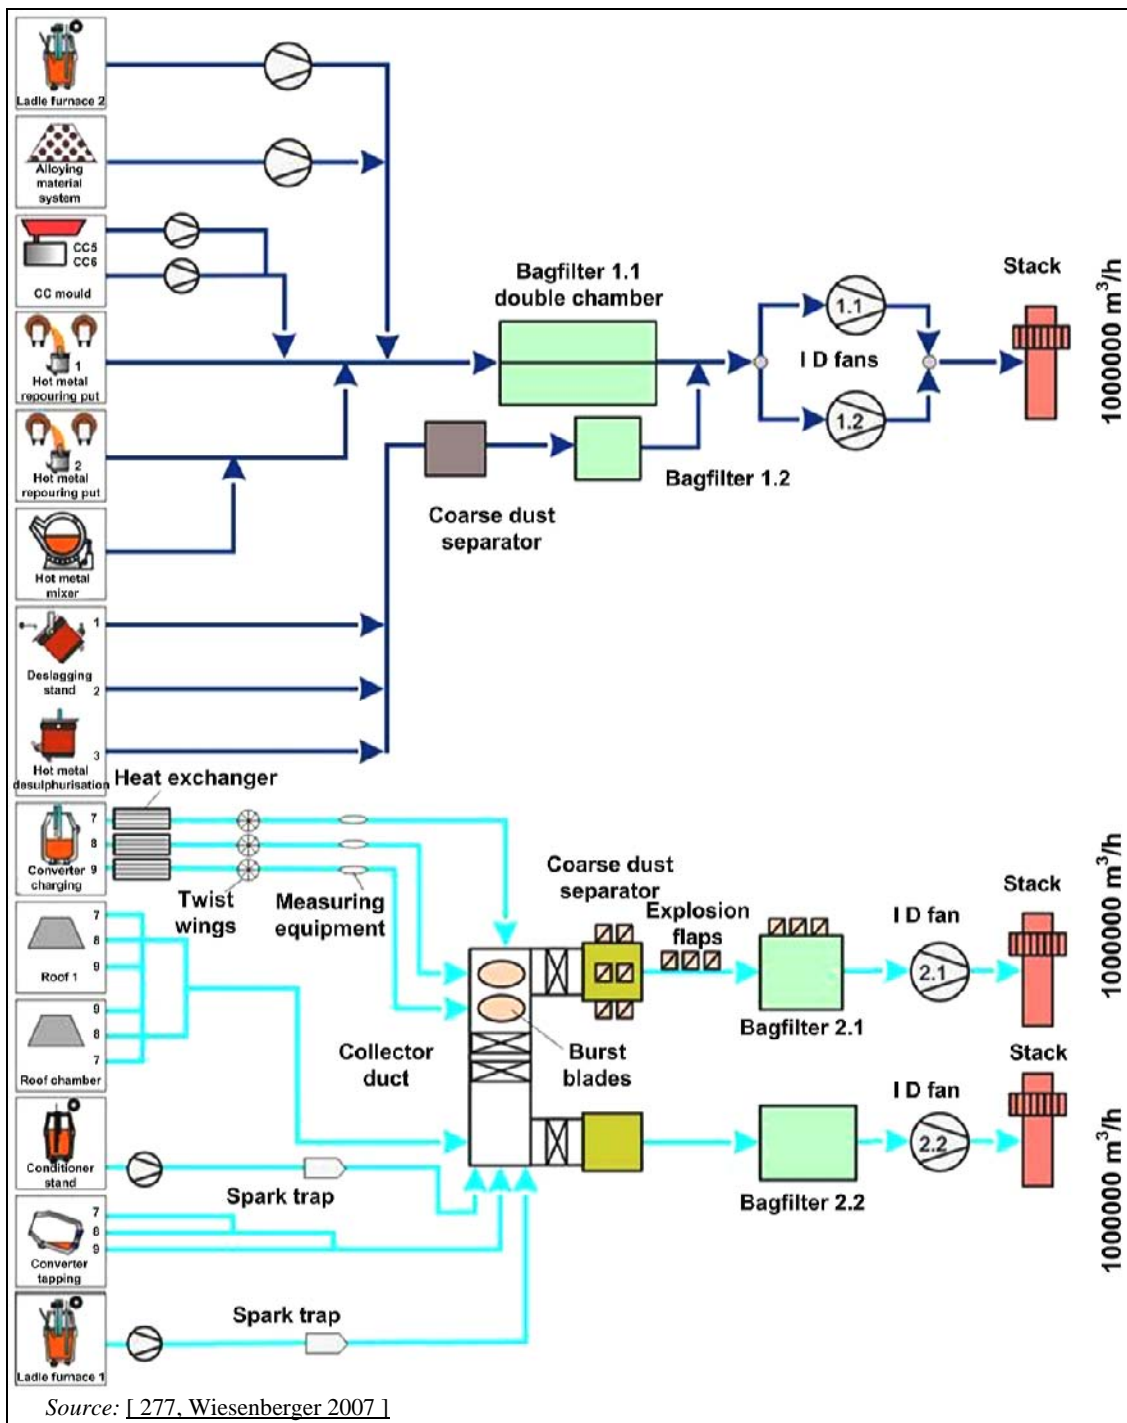 Ladle furnace 2
Alloying
material
system
CC5
CC6
CC mould
1
Hot metal
repouring put
2
Hot metal
repouring put
Hot metal
mixer
1
Deslagging
stand
2
3
Hot metal
desulphurisation
Bagfilter 1.1
double chamber
Stack
1.1
I D fans
1.2
1000000 m³/h
Bagfilter 1.2
Coarse dust
separator
Heat exchanger
7
8
9
Converter
charging
Twist
wings
Measuring
equipment
7
8
9
Roof 1
9
8
7
Roof chamber
Coarse dust
separator
Explosion
flaps
I D fan
Stack
2.1
1000000 m³/h
Bagfilter 2.1
Collector
duct
Burst
blades
I D fan
Stack
2.2
1000000 m³/h
Bagfilter 2.2
Conditioner
stand
Spark trap
7
8
9
Converter
tapping
Spark trap
Ladle furnace 1
Source: [ 277, Wiesenberger 2007 ]